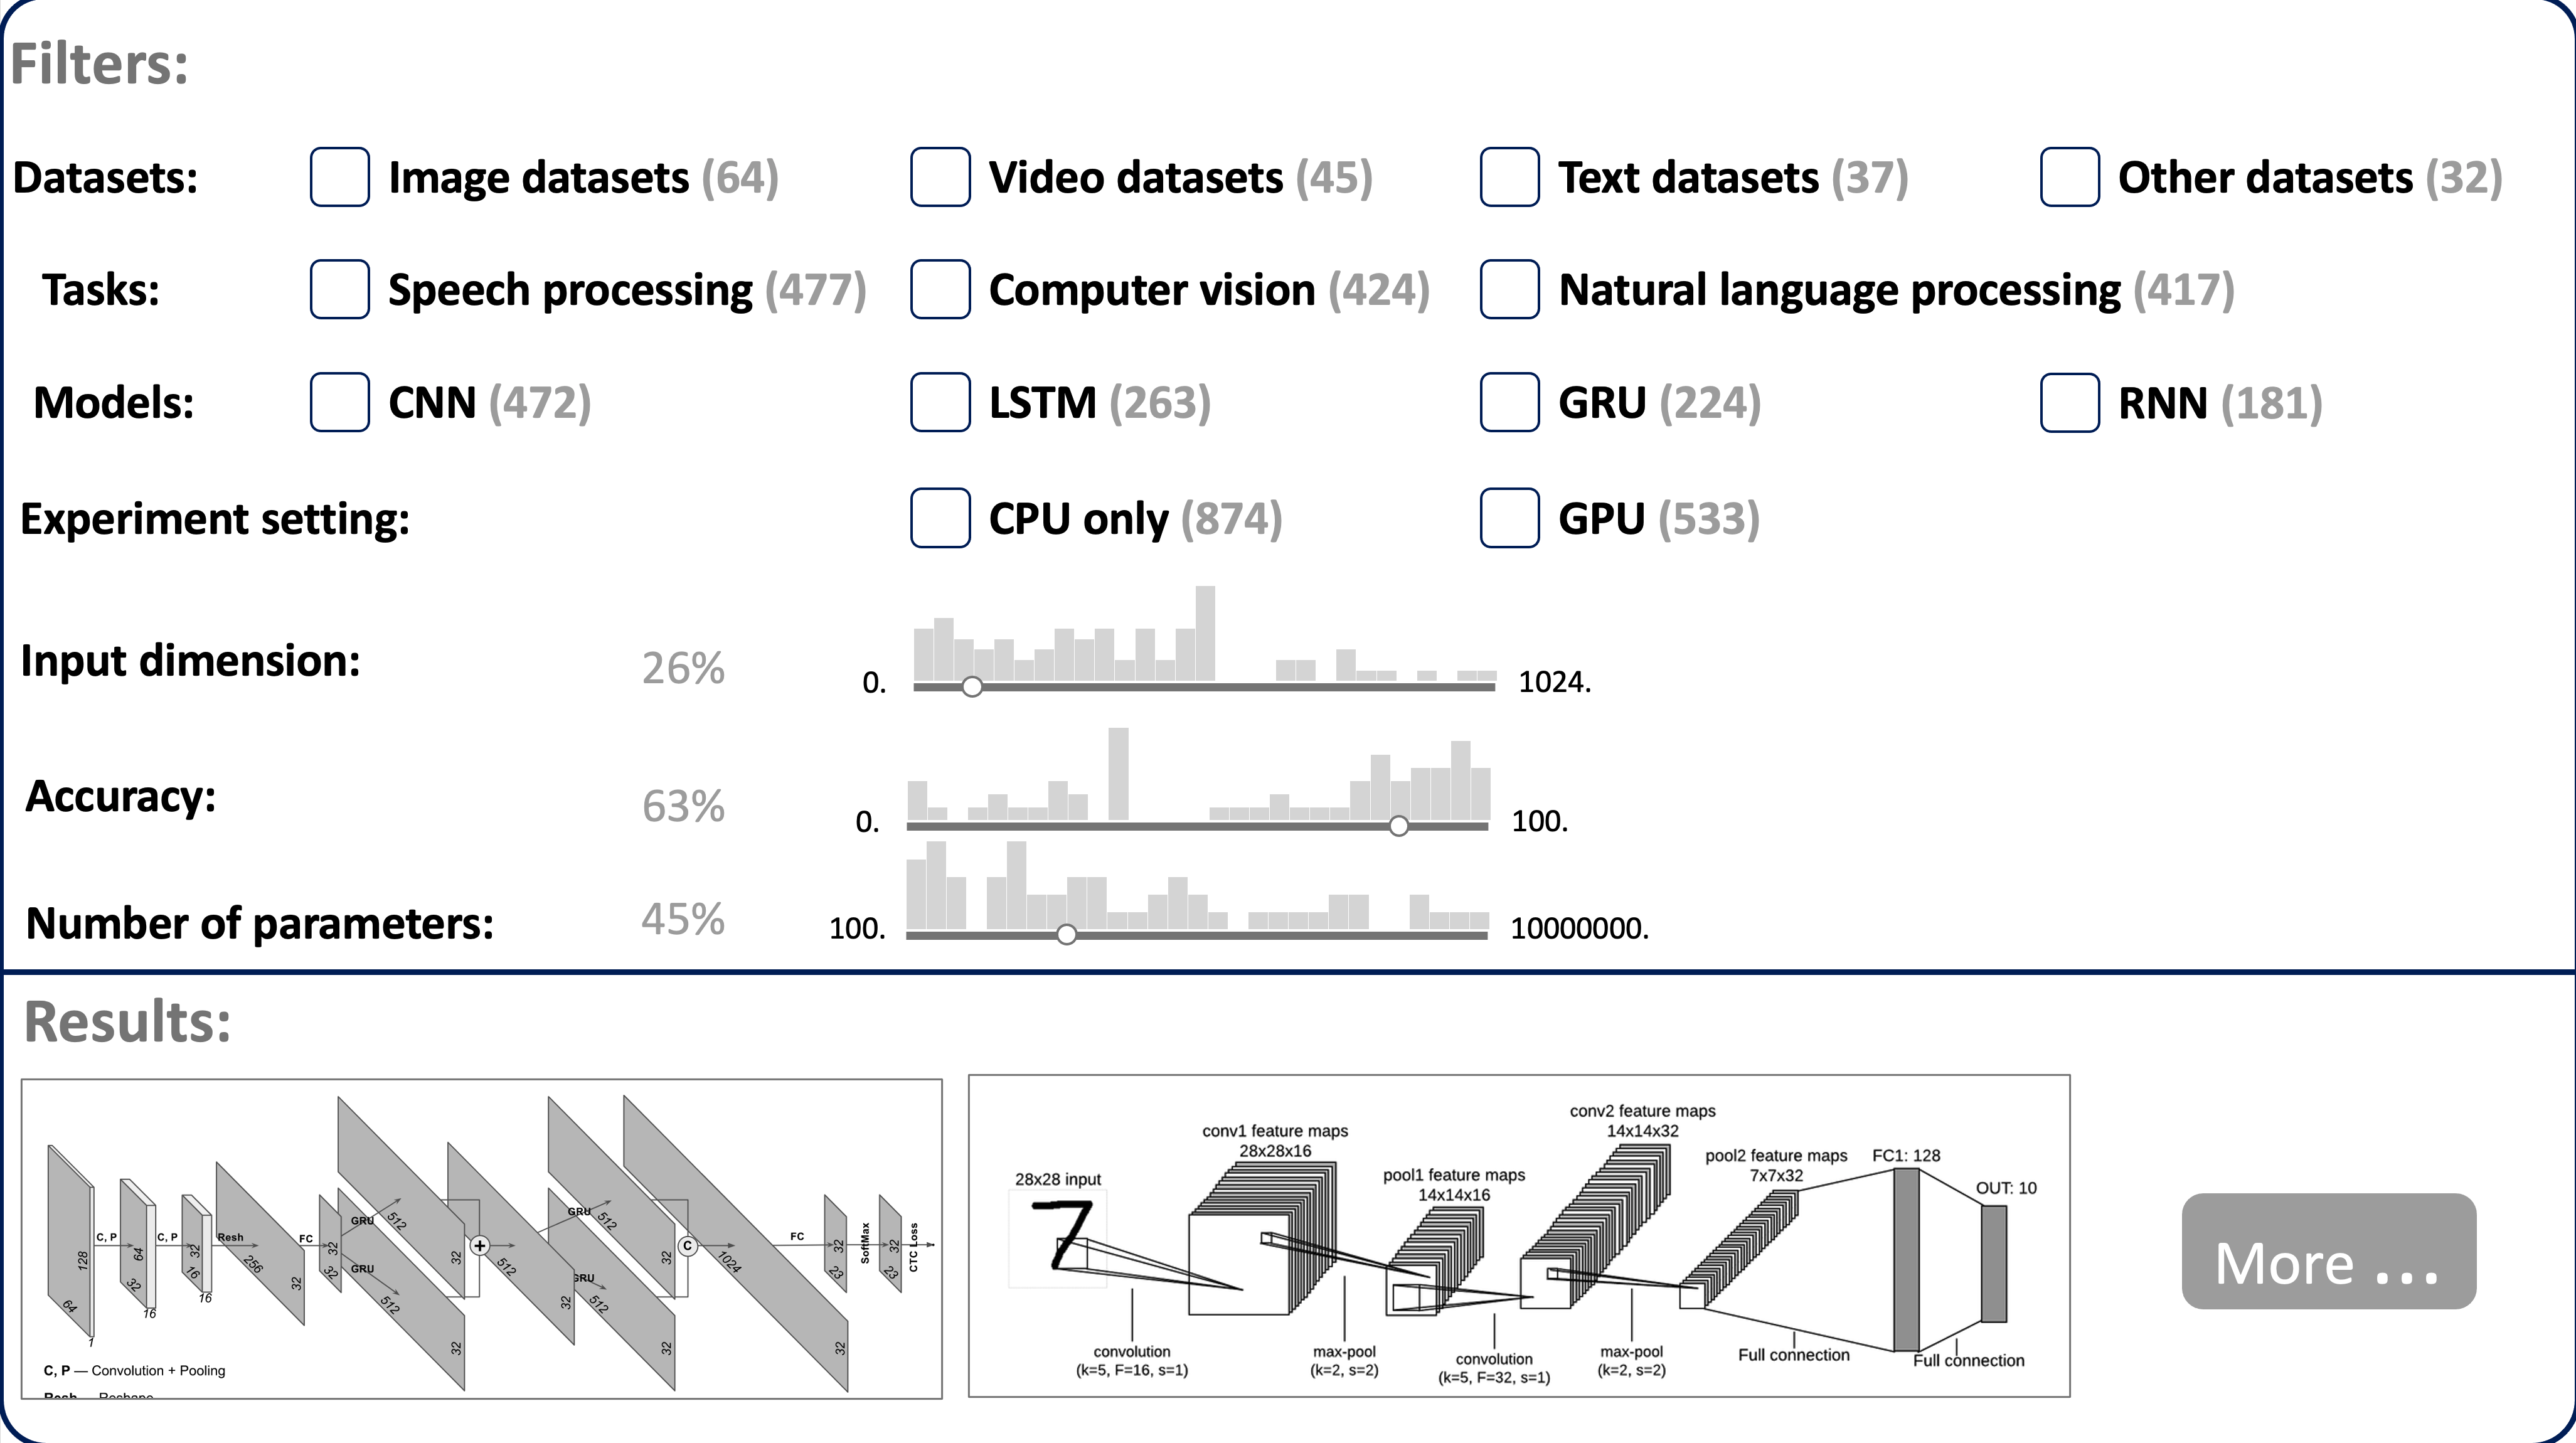 Filters:
Datasets: Image datasets (64) Video datasets (45) Text datasets (37) Other datasets (32)
Tasks: Speech processing (477) Computer vision (424) Natural language processing (417)
Models: CNN (472) LSTM (263) GRU (224) RNN (181)
Experiment setting: CPU only (874) GPU (533)
Input dimension: 26% 0. 1024.
Accuracy: 63% 0. 100.
Number of parameters: 45% 100. 10000000.
Results:
128
64
1
C, P
64
32
16
C, P
32
16
16
Resh
256
32
FC
32
32
GRU
512
32
GRU
512
32
+
512
32
GRU
512
32
GRU
512
32
C
1024
32
FC
32
23
SoftMax
32
23
CTC Loss
C, P — Convolution + Pooling
Resh — Reshape
28x28 input
conv1 feature maps
28x28x16
pool1 feature maps
14x14x16
conv2 feature maps
14x14x32
pool2 feature maps
7x7x32
FC1: 128
OUT: 10
convolution
(k=5, F=16, s=1)
max-pool
(k=2, s=2)
convolution
(k=5, F=32, s=1)
max-pool
(k=2, s=2)
Full connection
Full connection
7
More ...